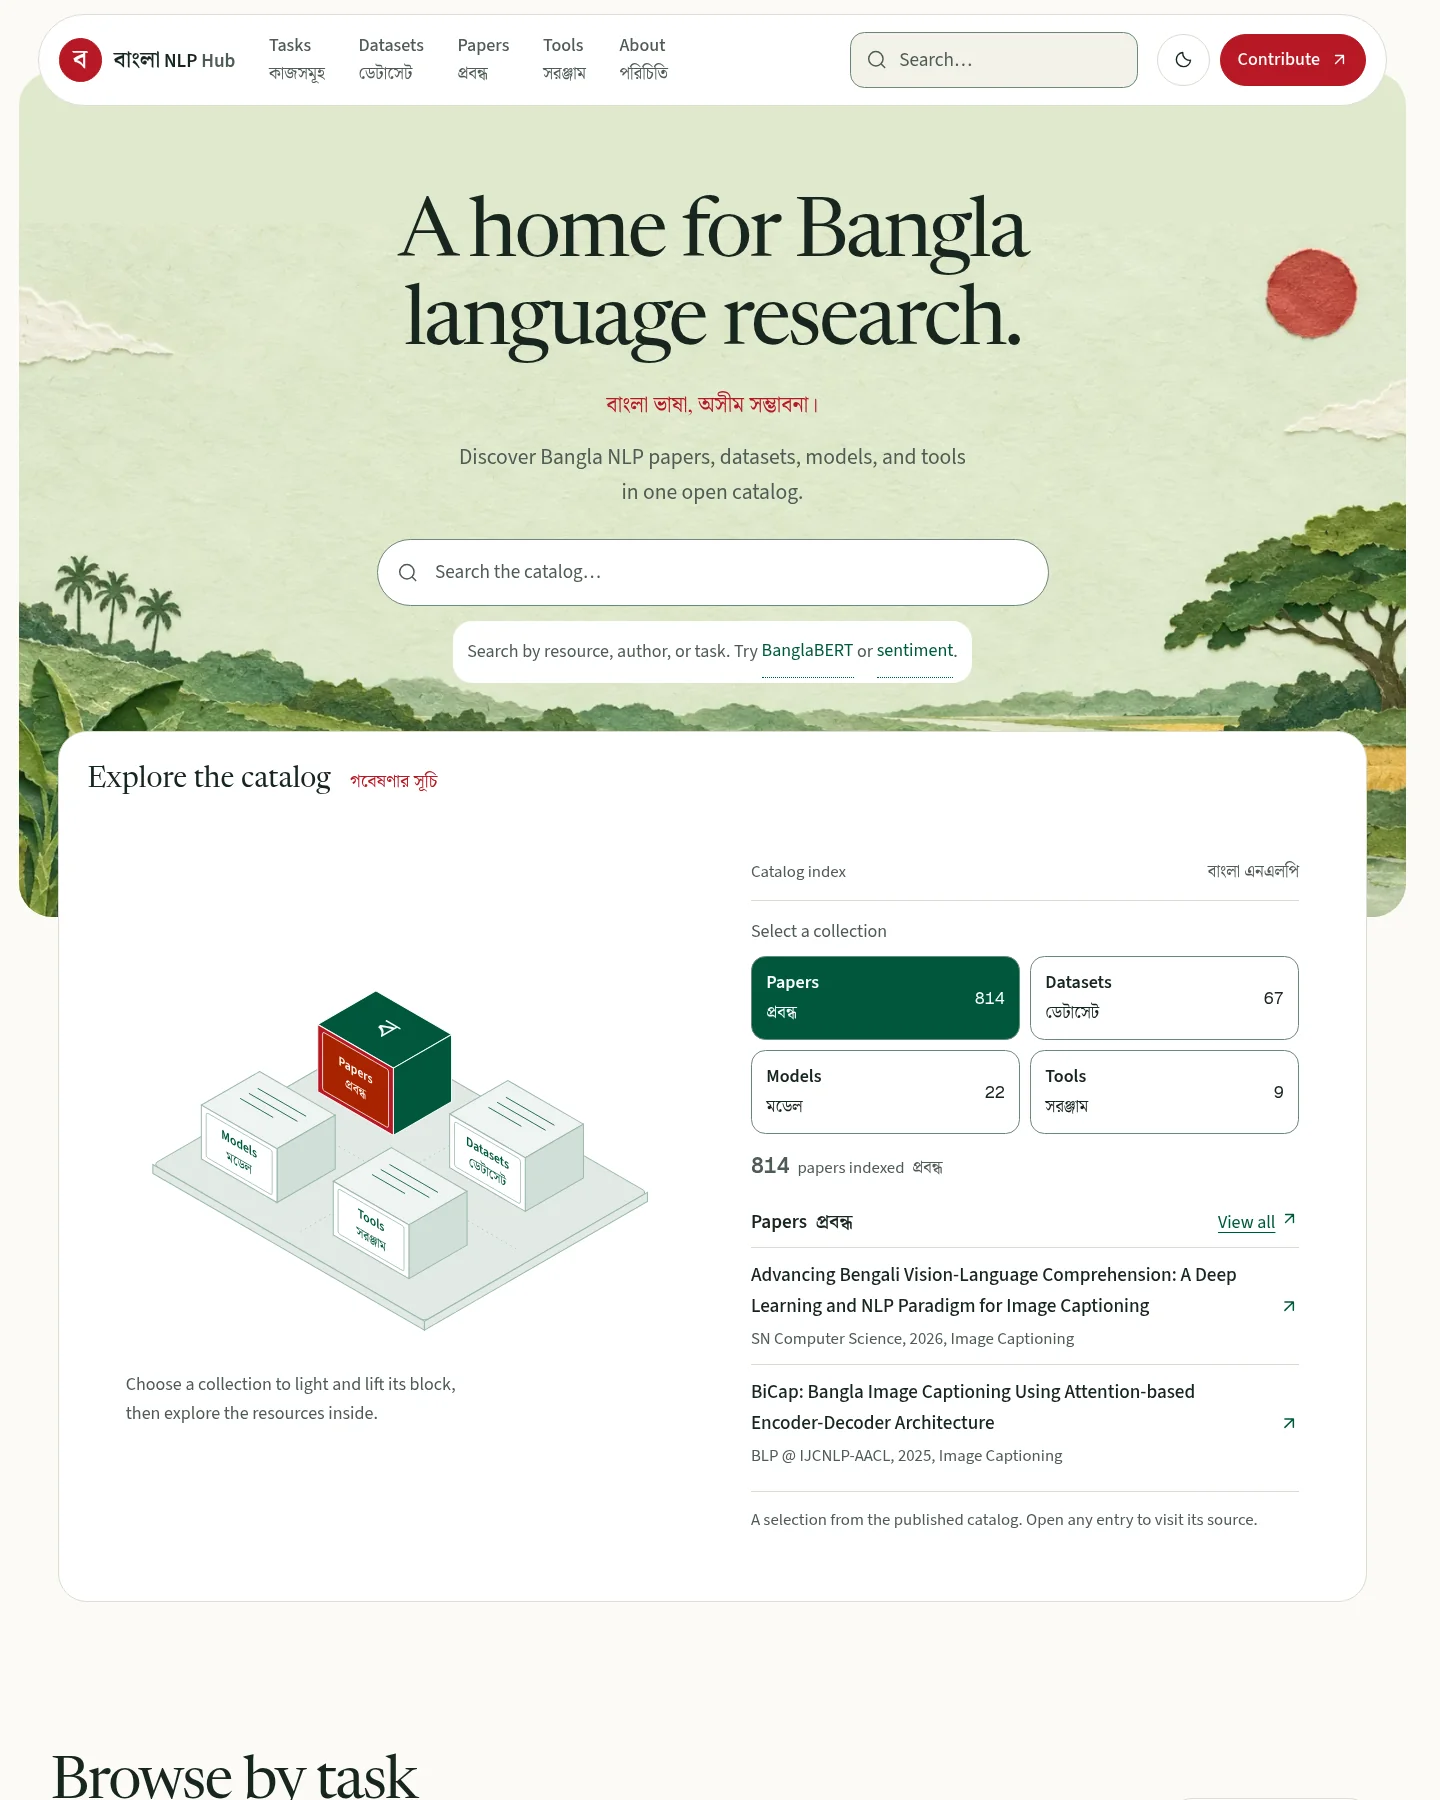 ব বাংলা NLP Hub
Tasks
কাজসমূহ
Datasets
ডেটাসেট
Papers
প্রবন্ধ
Tools
সরঞ্জাম
About
পরিচিতি
Search…
Contribute
A home for Bangla
language research.
বাংলা ভাষা, অসীম সম্ভাবনা।
Discover Bangla NLP papers, datasets, models, and tools
in one open catalog.
Search the catalog…
Search by resource, author, or task. Try BanglaBERT or sentiment.
Explore the catalog গবেষণার সূচি
Papers
প্রবন্ধ
Models
মডেল
Datasets
ডেটাসেট
Tools
সরঞ্জাম
Choose a collection to light and lift its block,
then explore the resources inside.
Catalog index বাংলা এনএলপি
Select a collection
Papers
প্রবন্ধ
814
Datasets
ডেটাসেট
67
Models
মডেল
22
Tools
সরঞ্জাম
9
814 papers indexed প্রবন্ধ
Papers প্রবন্ধ View all
Advancing Bengali Vision-Language Comprehension: A Deep
Learning and NLP Paradigm for Image Captioning
SN Computer Science, 2026, Image Captioning
BiCap: Bangla Image Captioning Using Attention-based
Encoder-Decoder Architecture
BLP @ IJCNLP-AACL, 2025, Image Captioning
A selection from the published catalog. Open any entry to visit its source.
Browse by task